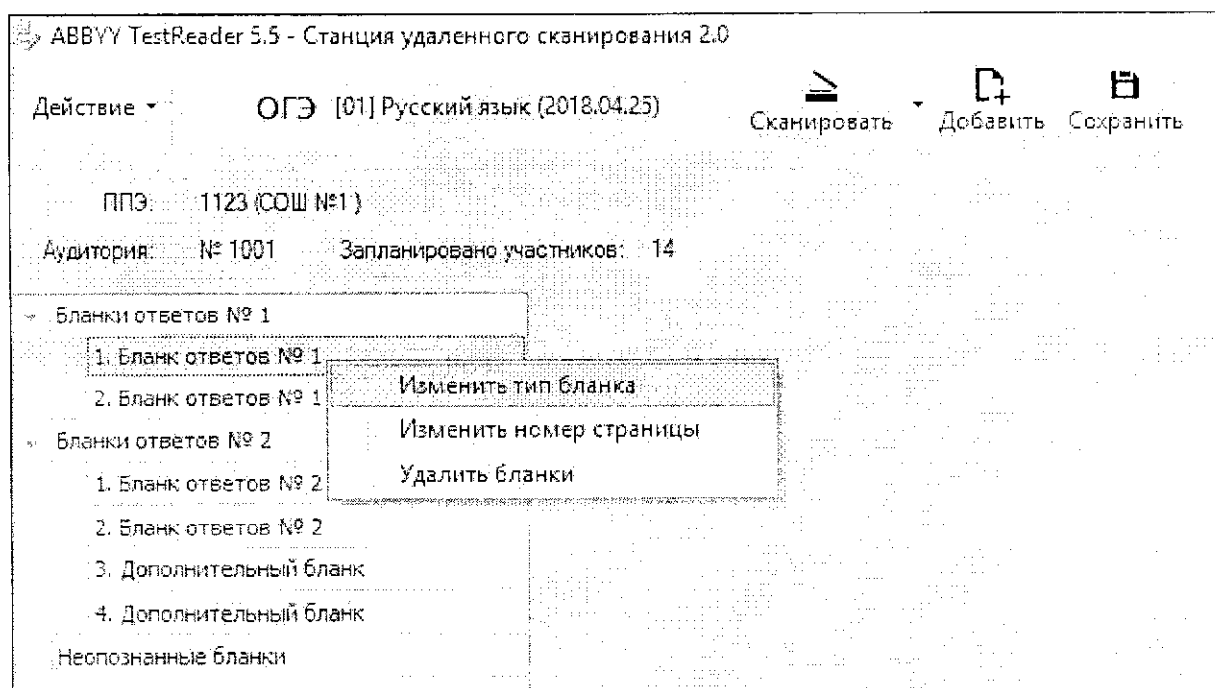 ABBYY TestReader 5.5 - Станция удаленного сканирования 2.0
Действие ОГЭ [01] Русский язык (2018.04.25) Сканировать Добавить Сохранить
ППЭ: 1123 (СОШ №1 )
Аудитория: № 1001 Запланировано участников: 14
Бланки ответов № 1
1. Бланк ответов № 1
Изменить тип бланка
2. Бланк ответов № 1
Изменить номер страницы
Бланки ответов № 2
Удалить бланки
1. Бланк ответов № 2
2. Бланк ответов № 2
3. Дополнительный бланк
4. Дополнительный бланк
Неопознанные бланки